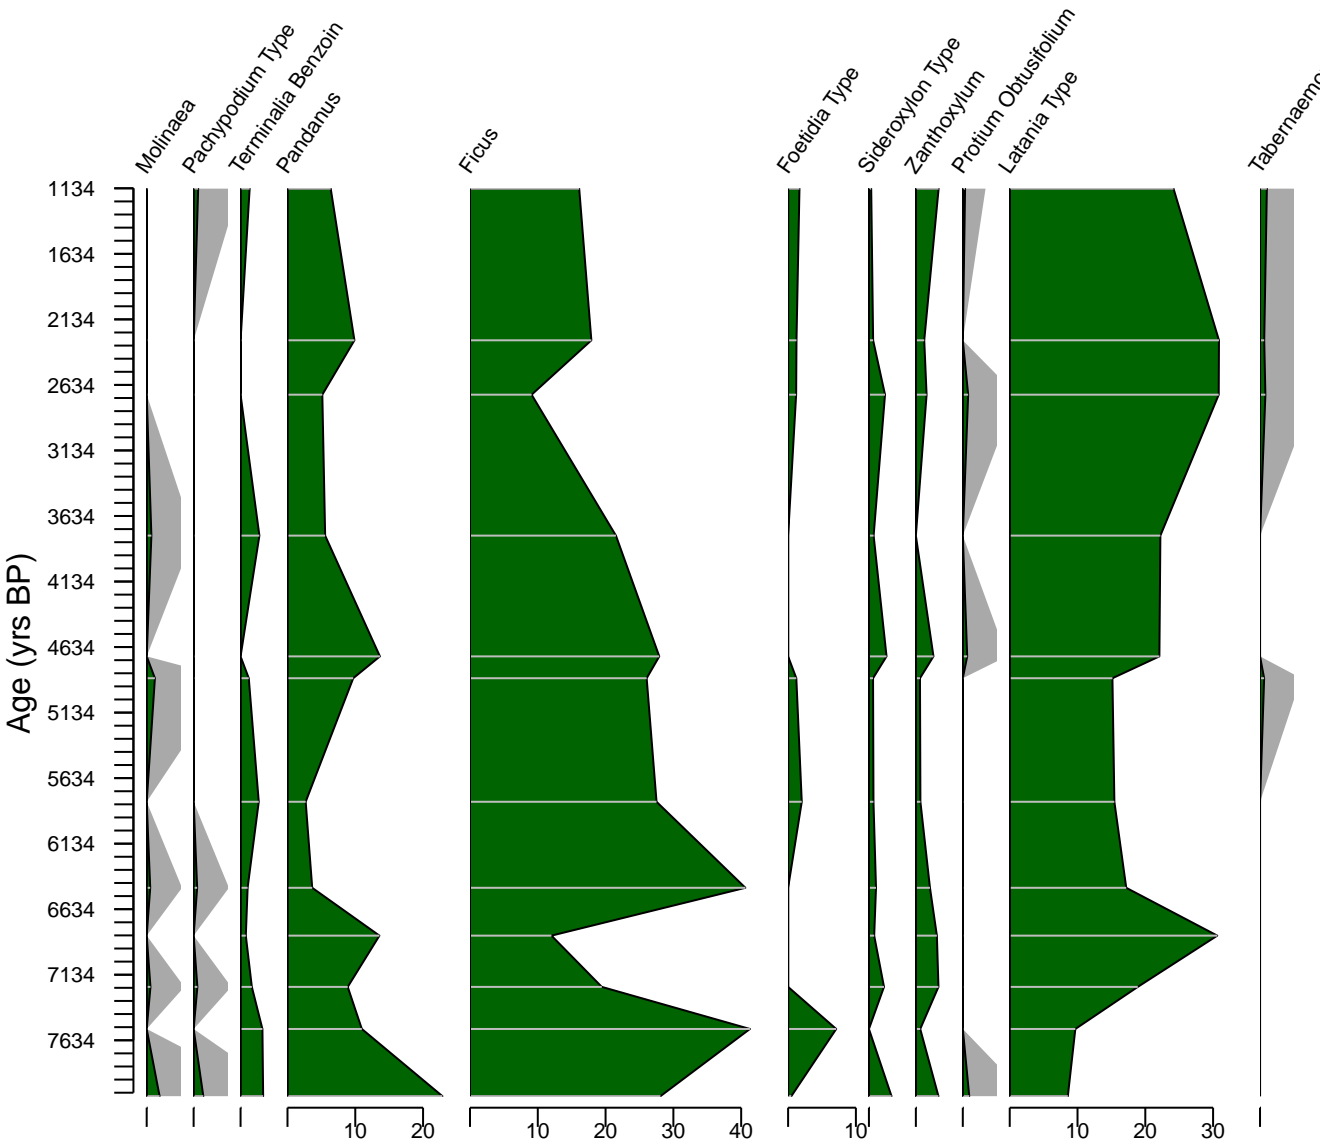 Molinaea
Pachypodium Type
Terminalia Benzoin
Pandanus
Ficus
Foetidia Type
Sideroxylon Type
Zanthoxylum
Protium Obtusifolium
Latania Type
Age (yrs BP)
1134
1634
2134
2634
3134
3634
4134
4634
5134
5634
6134
6634
7134
7634
10 20
10 20 30 40
10
10 20 30